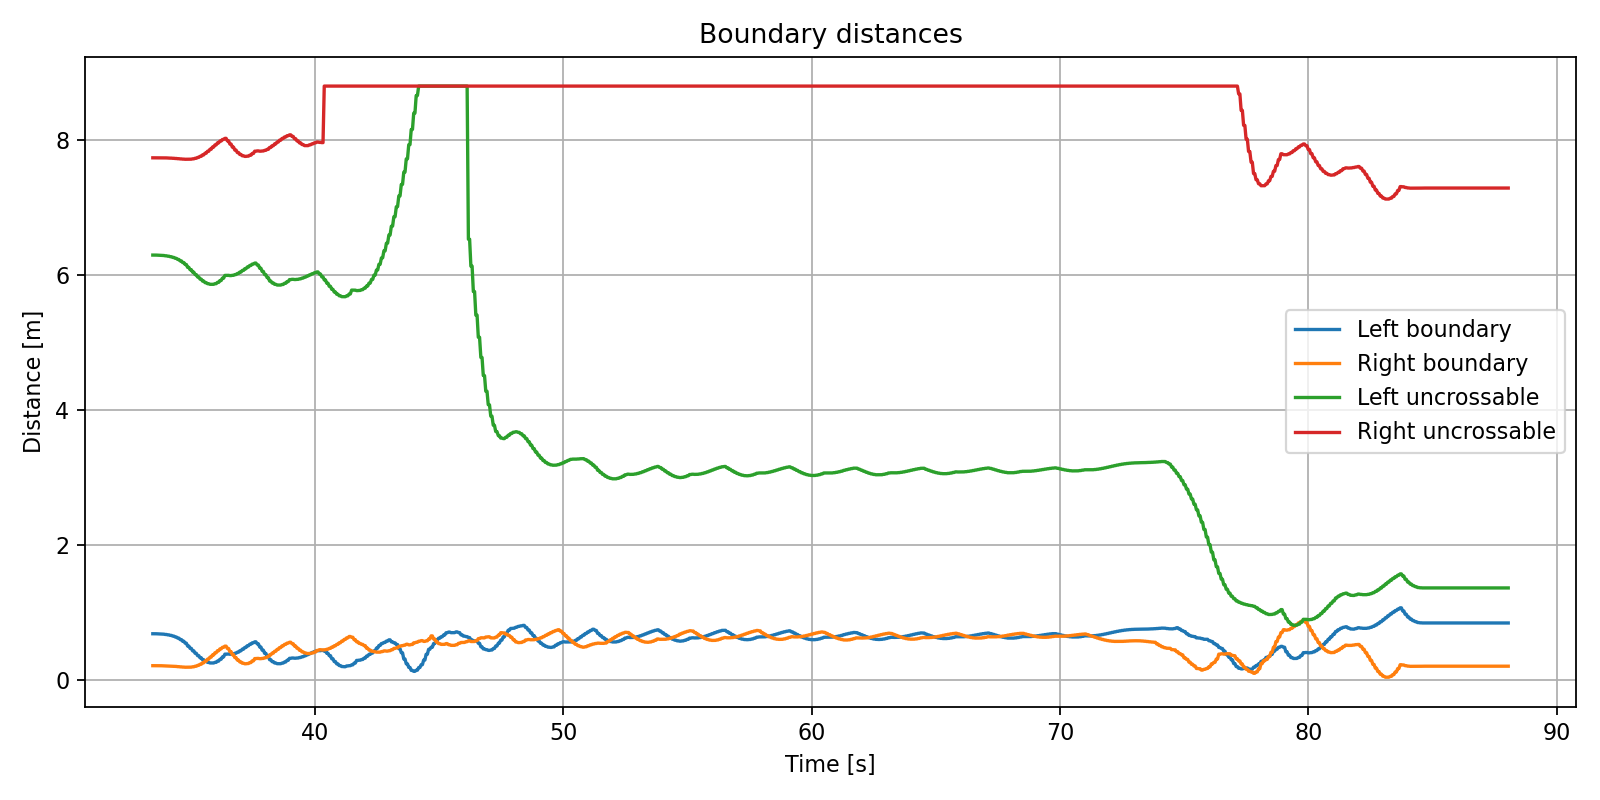 Boundary distances
Distance [m]
8
6
4
2
0
Left boundary
Right boundary
Left uncrossable
Right uncrossable
40 50 60 70 80 90
Time [s]